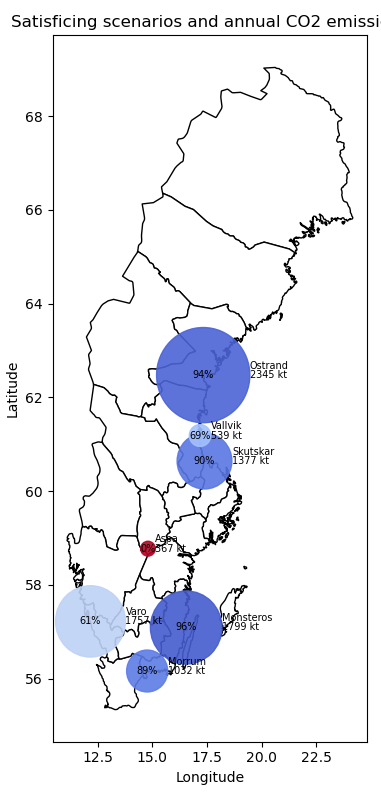 Satisficing scenarios and annual CO2 emissi
68
66
64
62
60
58
56
Latitude
94%
Ostrand
2345 kt
69%
Vallvik
539 kt
90%
Skutskar
1377 kt
0%
Aspa
367 kt
61%
Varo
1757 kt
96%
Monsteros
1799 kt
89%
Morrum
1032 kt
12.5 15.0 17.5 20.0 22.5
Longitude